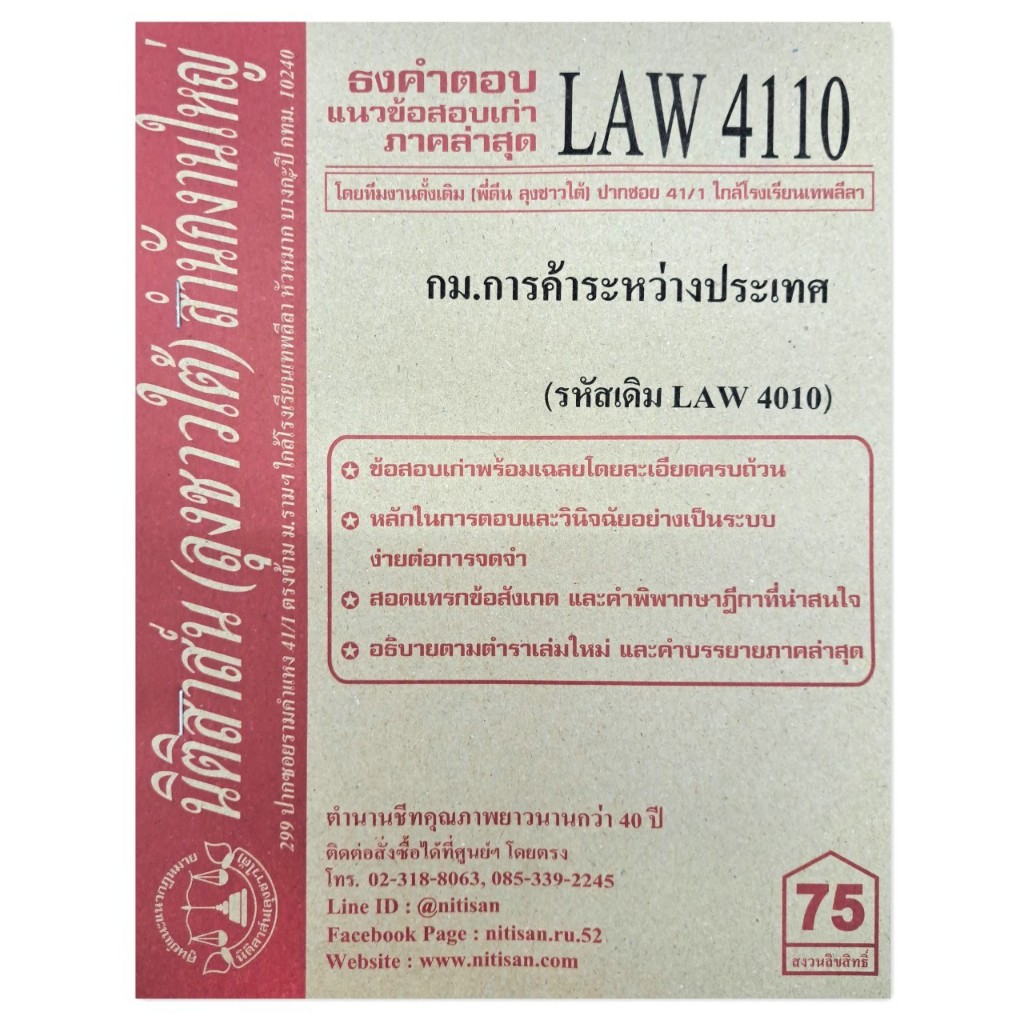 ธงคำตอบ
แนวข้อสอบเก่า
ภาคล่าสุด
LAW 4110
โดยทีมงานดั้งเดิม (พี่ดีน ลุงชาวใต้) ปากซอย 41/1 ใกล้โรงเรียนเทพลีลา
กม.การค้าระหว่างประเทศ
(รหัสเดิม LAW 4010)
ข้อสอบเก่าพร้อมเฉลยโดยละเอียดครบถ้วน
หลักในการตอบและวินิจฉัยอย่างเป็นระบบ
ง่ายต่อการจดจำ
สอดแทรกข้อสังเกต และคำพิพากษาฎีกาที่น่าสนใจ
อธิบายตามตำราเล่มใหม่ และคำบรรยายภาคล่าสุด
ตำนานชีทคุณภาพยาวนานกว่า 40 ปี
ติดต่อสั่งซื้อได้ที่ศูนย์ฯ โดยตรง
โทร. 02-318-8063, 085-339-2245
Line ID : @nitisan
Facebook Page : nitisan.ru.52
Website : www.nitisan.com
75
สงวนลิขสิทธิ์
นิติสาส์น (ลุงชาวใต้) สำนักงานใหญ่
299 ปากซอยรามคำแหง 41/1 ตรงข้าม ม.รามฯ ใกล้โรงเรียนเทพลีลา หัวหมาก บางกะปิ กทม. 10240
นิติสาส์น(ลุงชาวใต้)